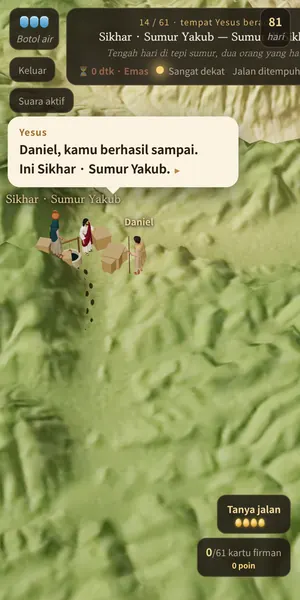 14 / 61 · tempat Yesus bera
81
hari
Botol air
Sikhar · Sumur Yakub — Sumur
Tengah hari di tepi sumur, dua orang yang
Keluar
0 dtk · Emas
Sangat dekat
Jalan ditempuh
Suara aktif
Yesus
Daniel, kamu berhasil sampai.
Ini Sikhar · Sumur Yakub. ▸
Sikhar · Sumur Yakub
Daniel
Tanya jalan
0/61 kartu firman
0 poin